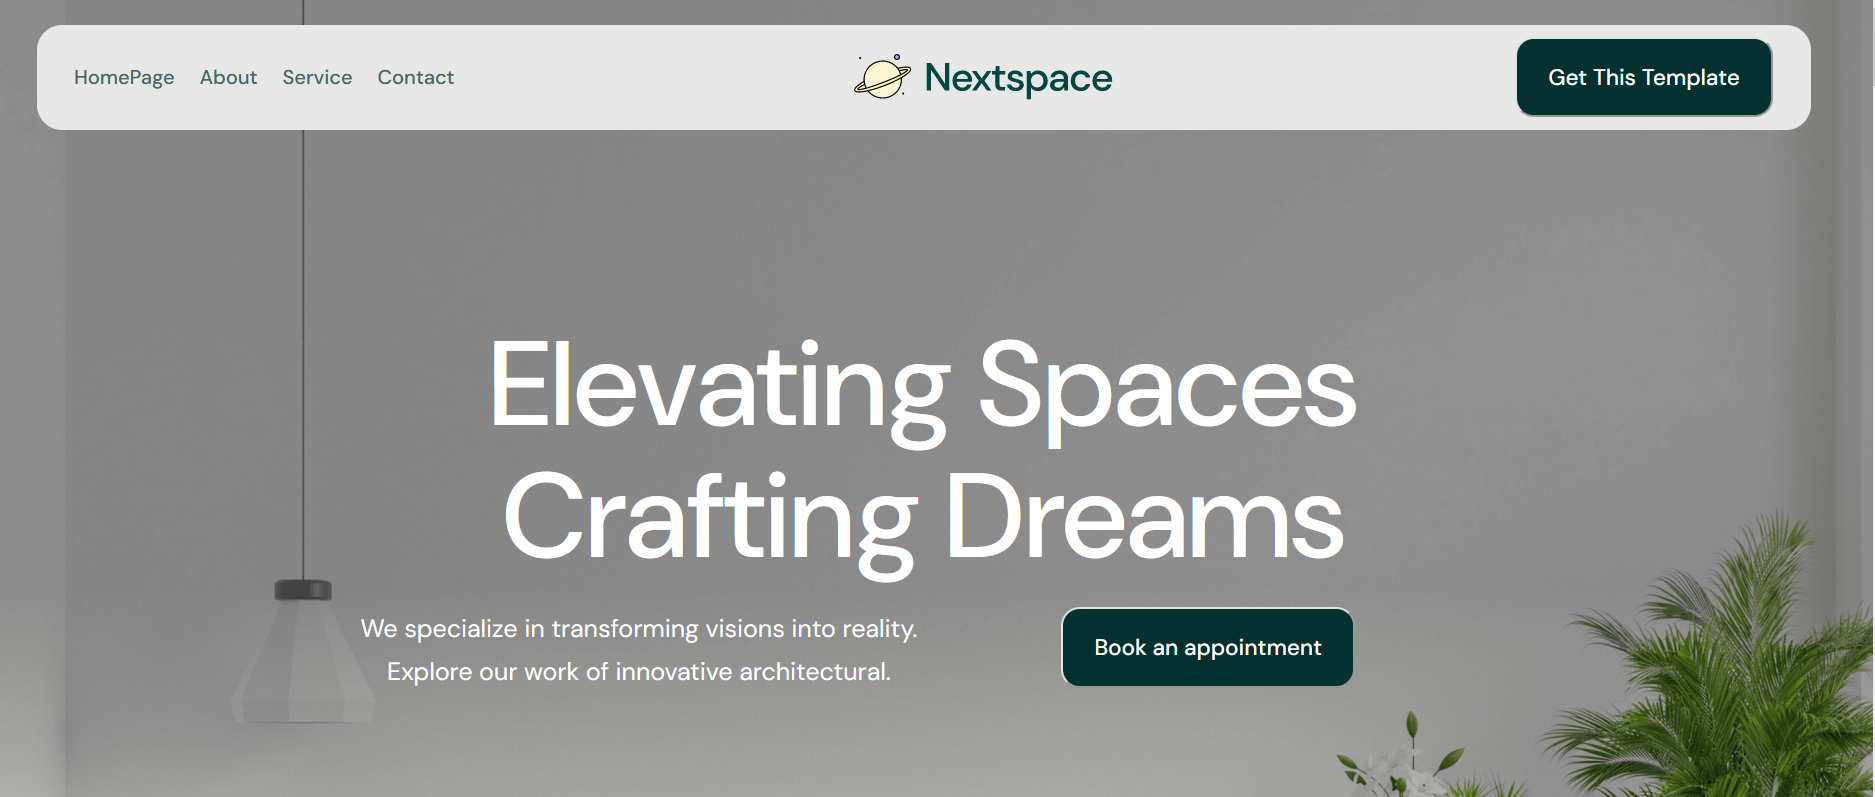 HomePage About Service Contact
Nextspace
Get This Template
Elevating Spaces
Crafting Dreams
We specialize in transforming visions into reality.
Explore our work of innovative architectural.
Book an appointment